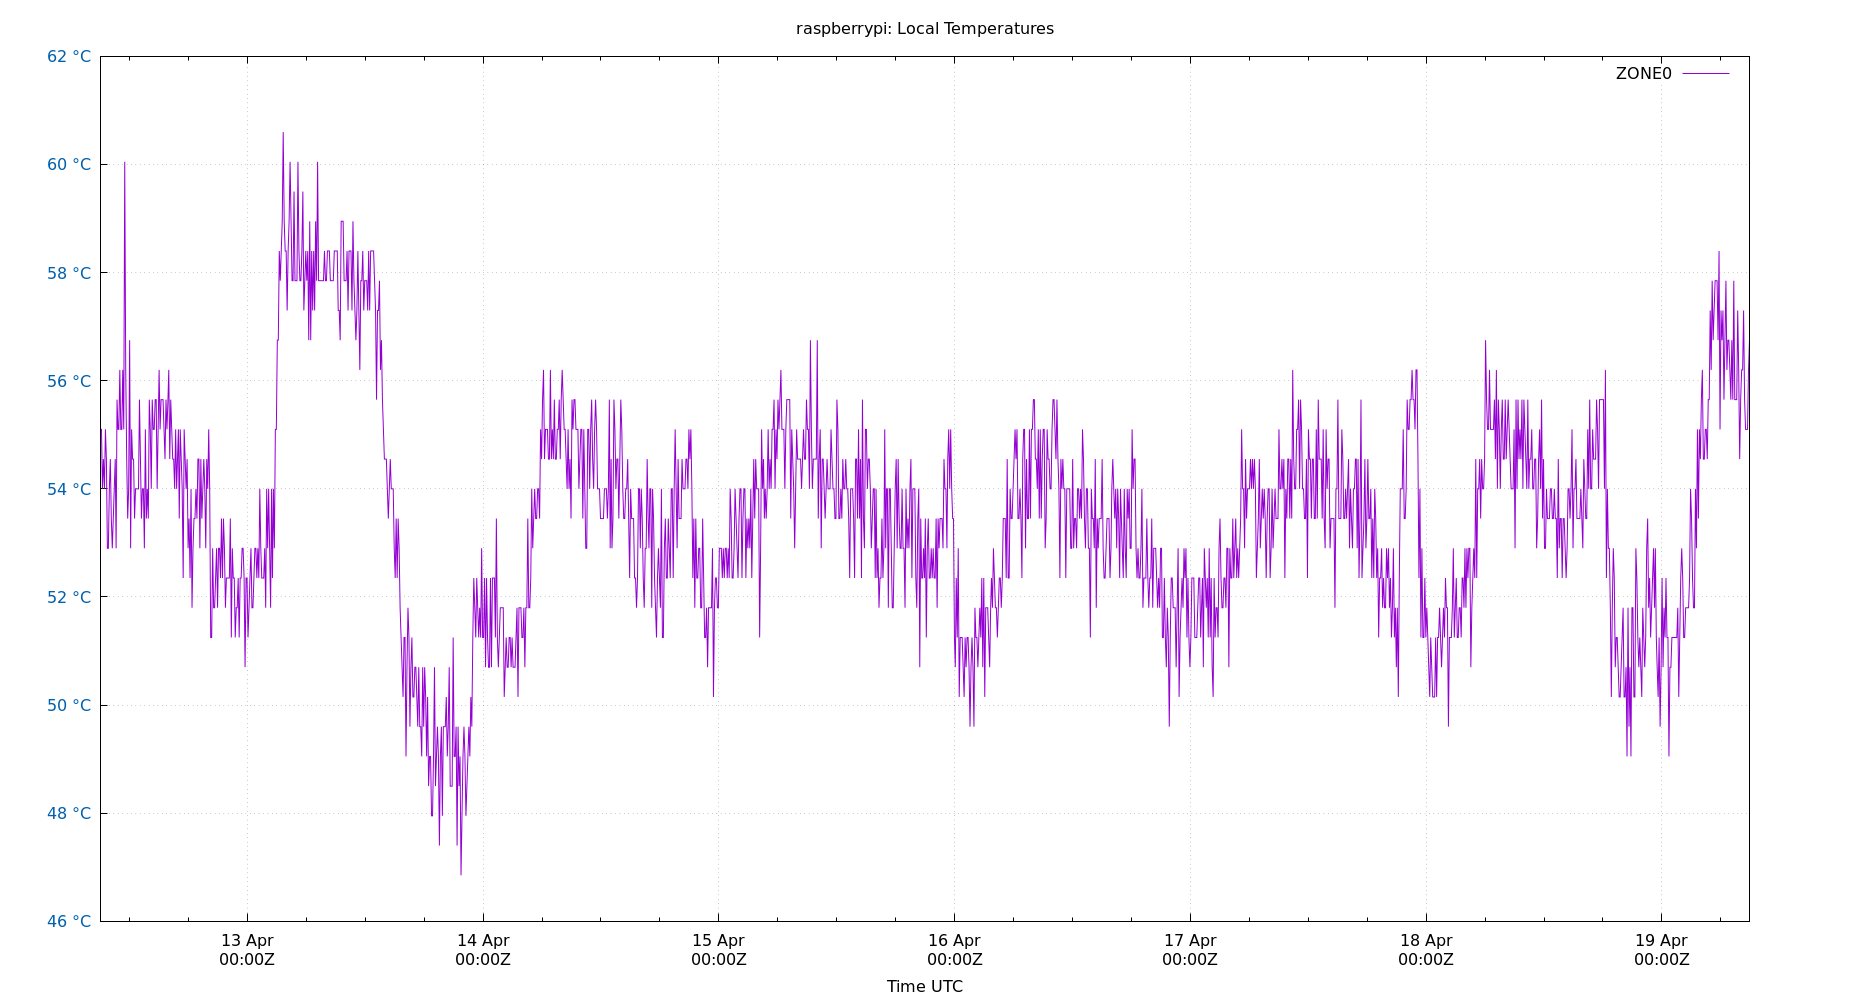 raspberrypi: Local Temperatures
ZONE0
62 °C
60 °C
58 °C
56 °C
54 °C
52 °C
50 °C
48 °C
46 °C
13 Apr
00:00Z
14 Apr
00:00Z
15 Apr
00:00Z
16 Apr
00:00Z
17 Apr
00:00Z
18 Apr
00:00Z
19 Apr
00:00Z
Time UTC